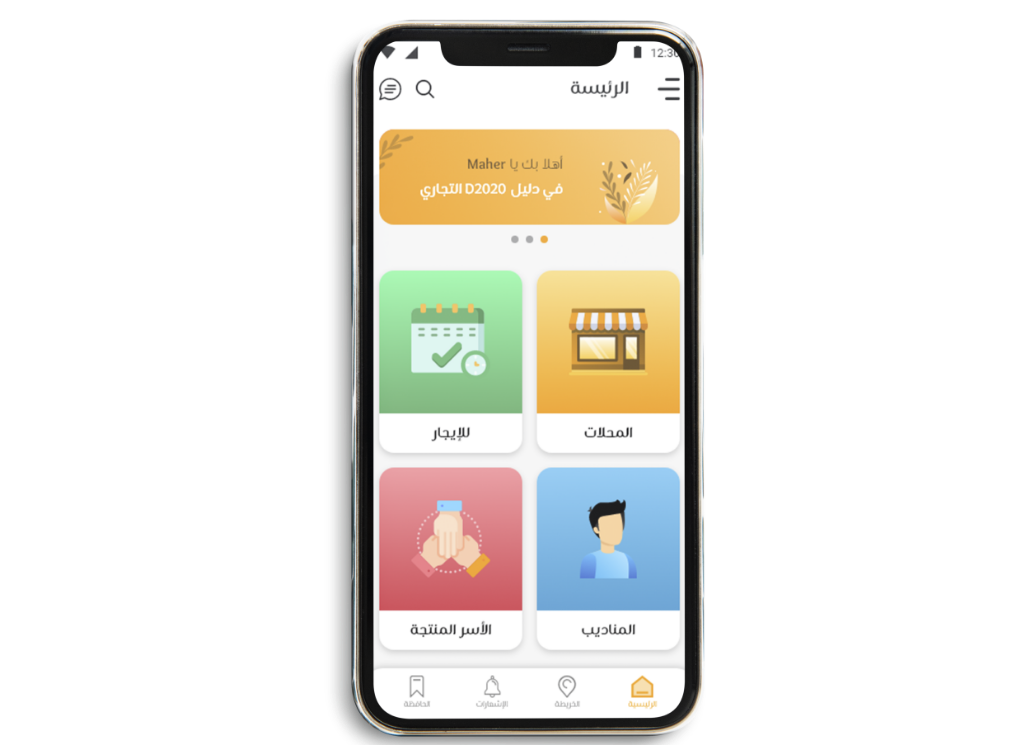 12:30
الرئيسة
أهلا بك يا Maher
في دليل D2020 التجاري
المحلات
للإيجار
المناديب
الأسر المنتجة
الرئيسية
الخريطة
الإشعارات
الحافظة